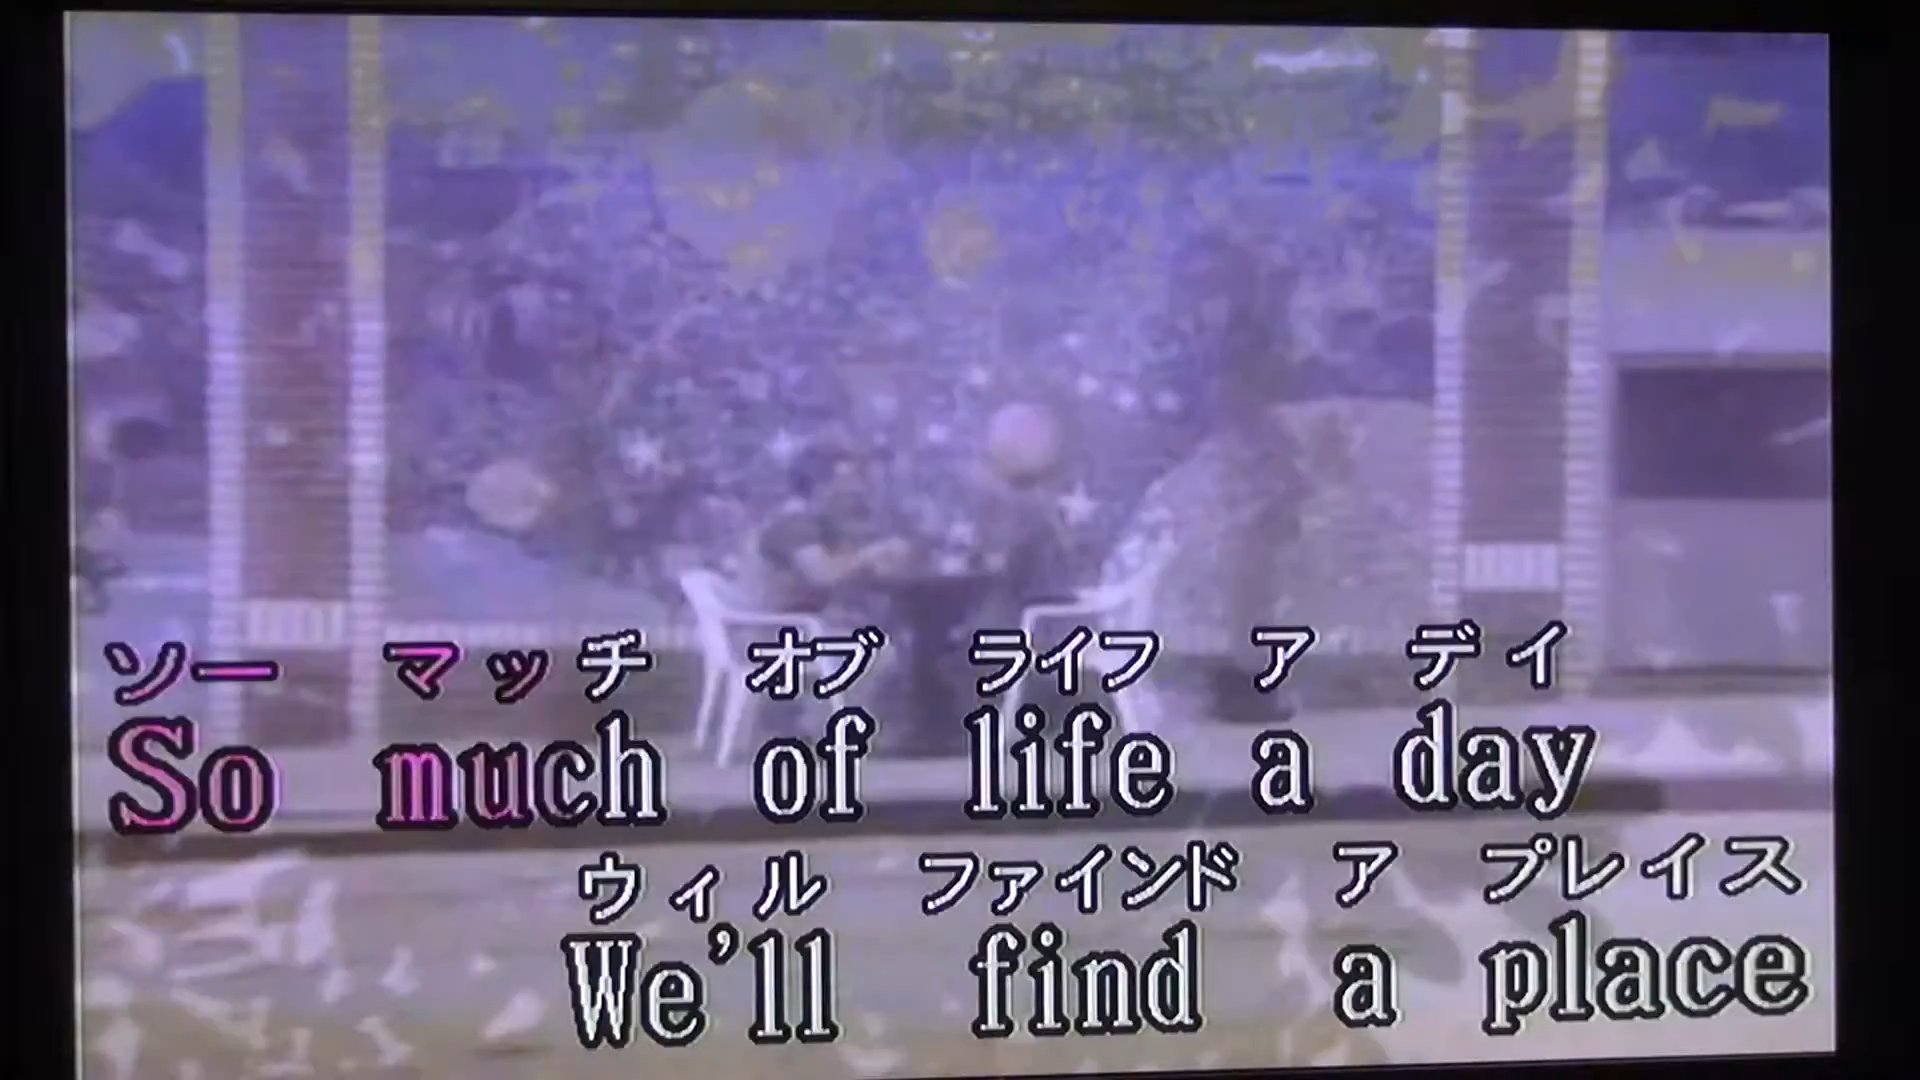 ソー マッチ オブ ライフ ア デイ
So much of life a day
ウィル ファインド ア プレイス
We'll find a place